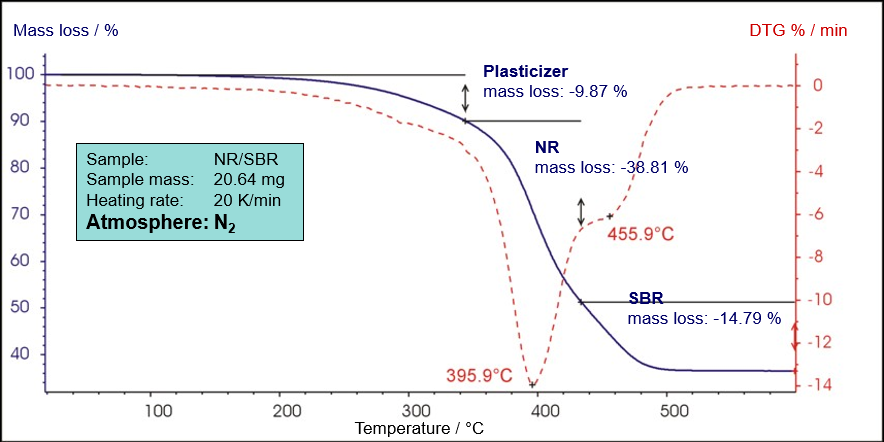 Mass loss / %
DTG % / min
100
90
80
70
60
50
40
Plasticizer
mass loss: -9.87 %
NR
mass loss: -38.81 %
Sample: NR/SBR
Sample mass: 20.64 mg
Heating rate: 20 K/min
Atmosphere: N₂
455.9°C
SBR
mass loss: -14.79 %
395.9°C
0
-2
-4
-6
-8
-10
-12
-14
100 200 300 400 500
Temperature / °C